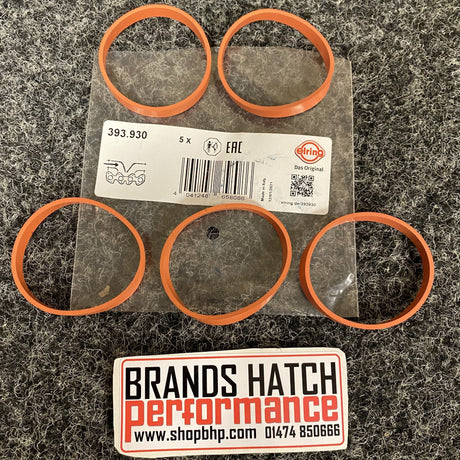 393.930
5 x
EAC
elring
Das Original
4 041248 658086
Made in Italy
elring.de/393930
BRANDS HATCH
performance
www.shopbhp.com 01474 850666